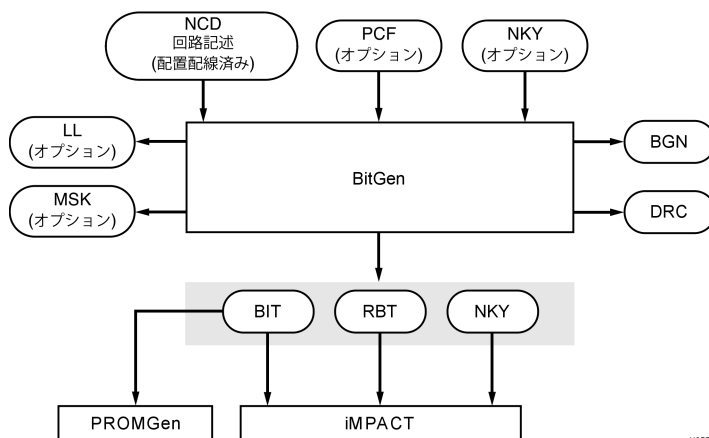 NCD
回路記述
(配置配線済み)
PCF
(オプション)
NKY
(オプション)
LL
(オプション)
MSK
(オプション)
BitGen
BGN
DRC
BIT
RBT
NKY
PROMGen
iMPACT